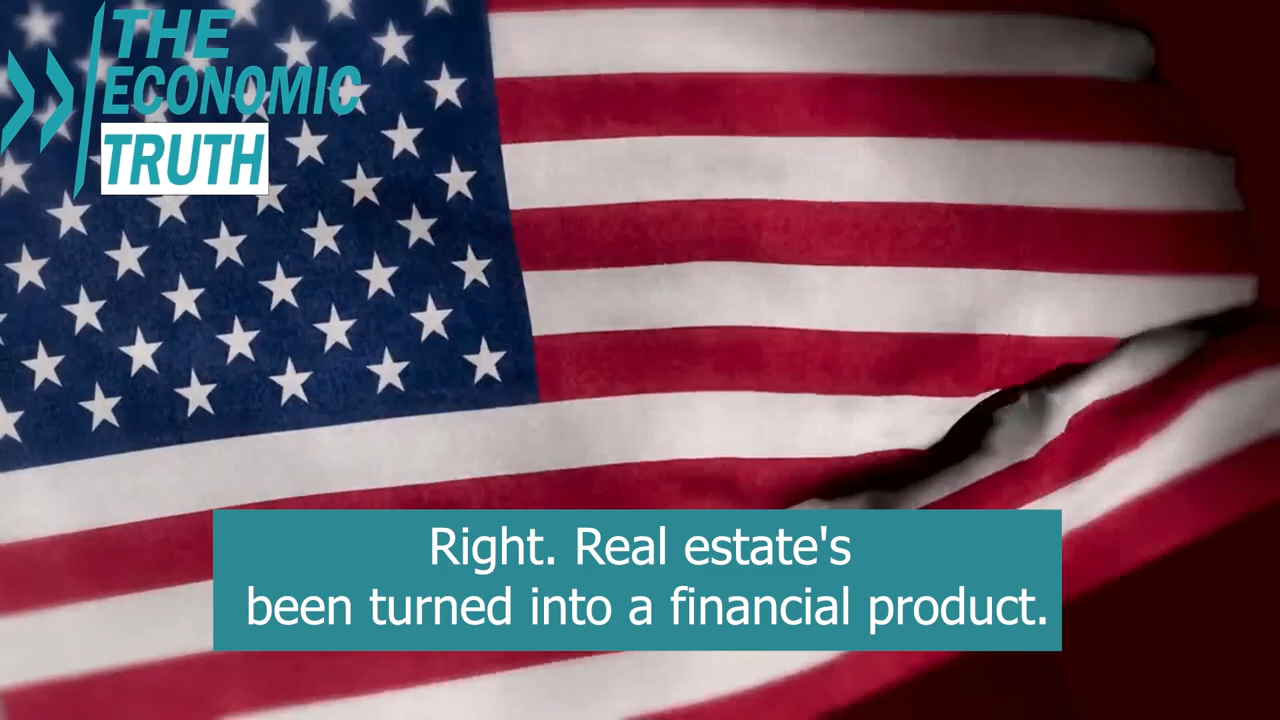 THE
ECONOMIC
TRUTH
Right. Real estate's
been turned into a financial product.